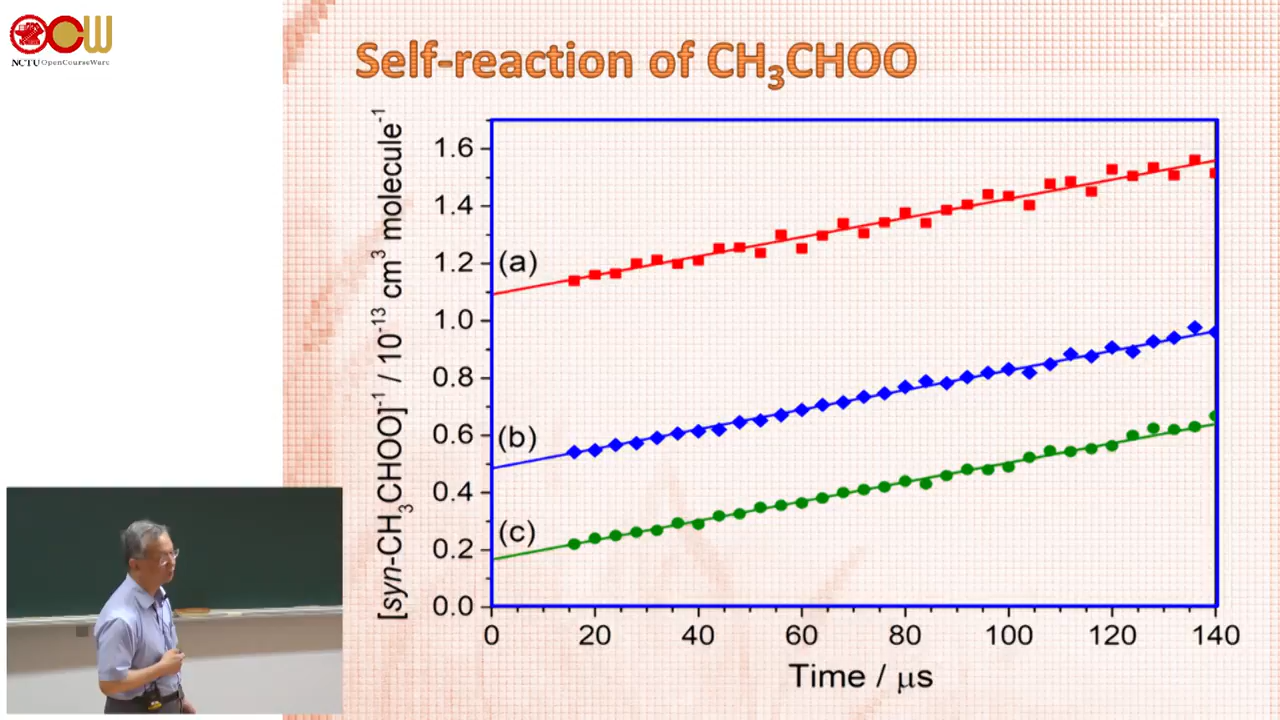 OCW
NCTU OpenCourseWare
Self-reaction of CH₃CHOO
[syn-CH₃CHOO]⁻¹ / 10⁻¹³ cm³ molecule⁻¹
1.6
1.4
1.2
1.0
0.8
0.6
0.4
0.2
0.0
(a)
(b)
(c)
0 20 40 60 80 100 120 140
Time / μs